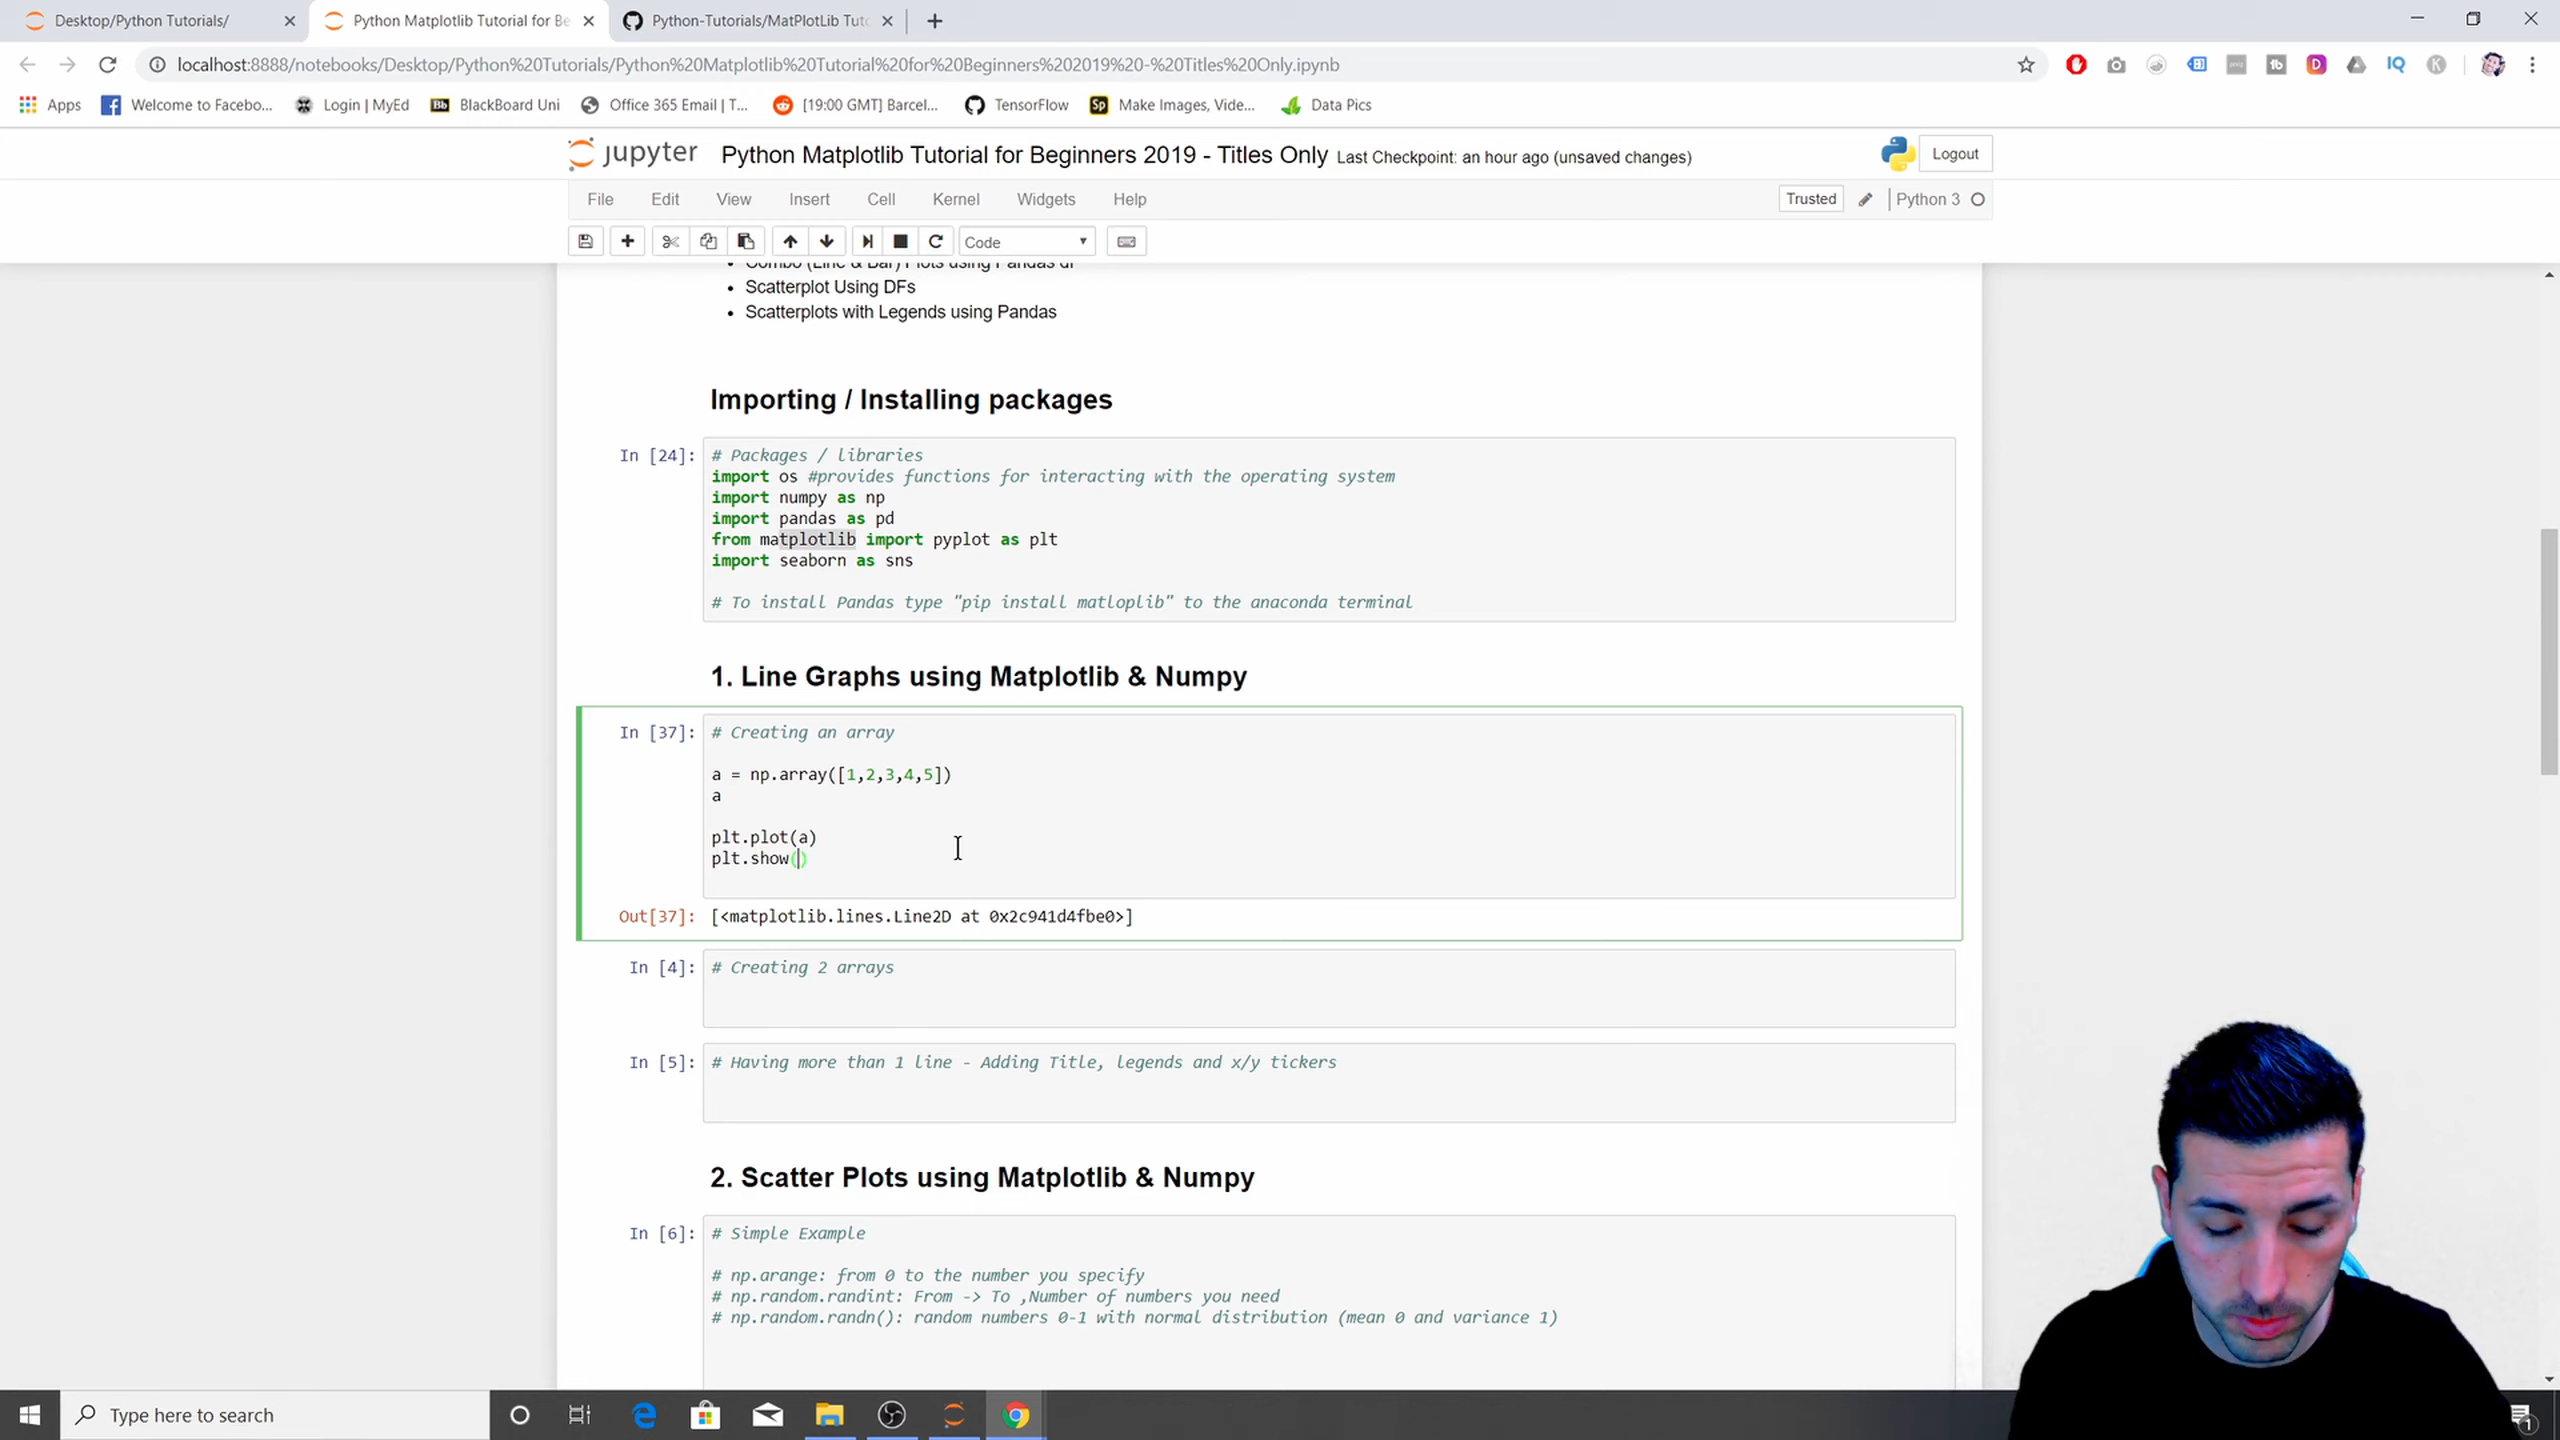 Desktop/Python Tutorials/
Python Matplotlib Tutorial for Be
Python-Tutorials/MatPlotLib Tuto
localhost:8888/notebooks/Desktop/Python%20Tutorials/Python%20Matplotlib%20Tutorial%20for%20Beginners%202019%20-%20Titles%20Only.ipynb
Apps
Welcome to Facebo...
Login | MyEd
Bb BlackBoard Uni
Office 365 Email | T...
[19:00 GMT] Barcel...
TensorFlow
Sp Make Images, Vide...
Data Pics
jupyter Python Matplotlib Tutorial for Beginners 2019 - Titles Only Last Checkpoint: an hour ago (unsaved changes)
Logout
File Edit View Insert Cell Kernel Widgets Help
Trusted
Python 3
Code
Combo (Line & Bar) Plots using Pandas df
Scatterplot Using DFs
Scatterplots with Legends using Pandas
Importing / Installing packages
In [24]: # Packages / libraries
import os #provides functions for interacting with the operating system
import numpy as np
import pandas as pd
from matplotlib import pyplot as plt
import seaborn as sns
# To install Pandas type "pip install matloplib" to the anaconda terminal
1. Line Graphs using Matplotlib & Numpy
In [37]: # Creating an array
a = np.array([1,2,3,4,5])
a
plt.plot(a)
plt.show()
Out[37]: [<matplotlib.lines.Line2D at 0x2c941d4fbe0>]
In [4]: # Creating 2 arrays
In [5]: # Having more than 1 line - Adding Title, legends and x/y tickers
2. Scatter Plots using Matplotlib & Numpy
In [6]: # Simple Example
# np.arange: from 0 to the number you specify
# np.random.randint: From -> To ,Number of numbers you need
# np.random.randn(): random numbers 0-1 with normal distribution (mean 0 and variance 1)
Type here to search
1